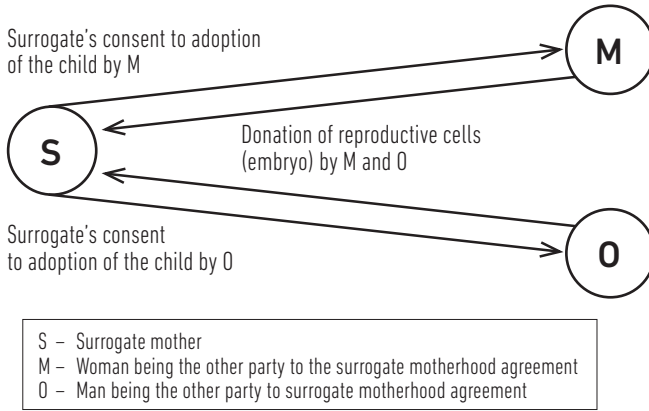 Surrogate's consent to adoption
of the child by M
M
S
Donation of reproductive cells
(embryo) by M and O
Surrogate's consent
to adoption of the child by O
O
S – Surrogate mother
M – Woman being the other party to the surrogate motherhood agreement
O – Man being the other party to surrogate motherhood agreement